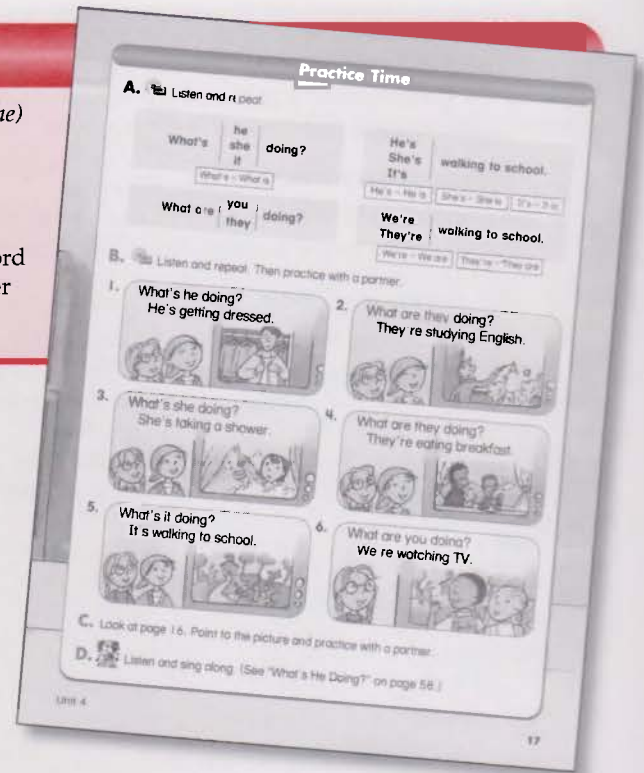 ne)
ord
r
Practice Time
A. Listen and repeat.
What's he she it doing?
What's = What is
What are you they doing?
He's She's It's walking to school.
He's = He is She's = She is It's = It is
We're They're walking to school.
We're = We are They're = They are
B. Listen and repeat. Then practice with a partner.
1. What's he doing?
He's getting dressed.
2. What are they doing?
They re studying English.
3. What's she doing?
She's taking a shower.
4. What are they doing?
They're eating breakfast.
5. What's it doing?
It s walking to school.
6. What are you doing?
We re watching TV.
C. Look at page 16. Point to the picture and practice with a partner.
D. Listen and sing along. (See "What's He Doing?" on page 58.)
Unit 4
17